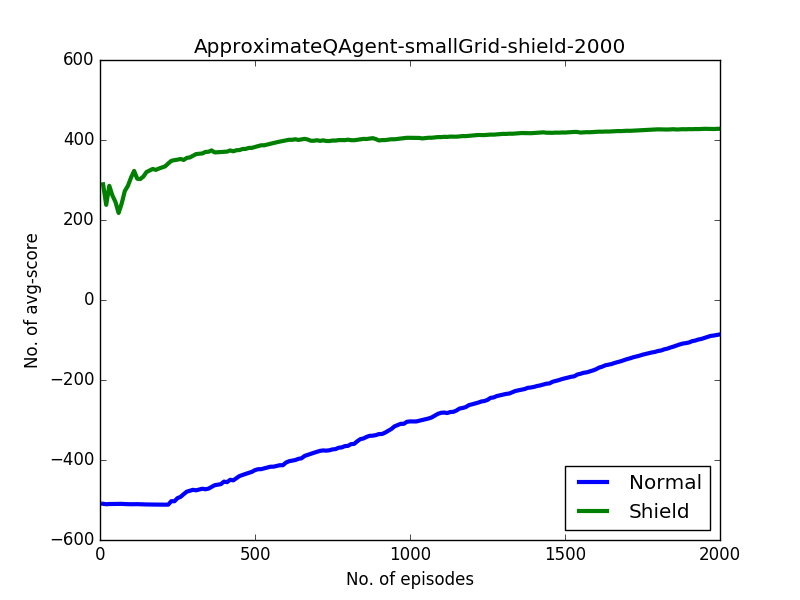 ApproximateQAgent-smallGrid-shield-2000
600
400
200
0
−200
−400
−600
No. of avg-score
0
500
1000
1500
2000
No. of episodes
Normal
Shield